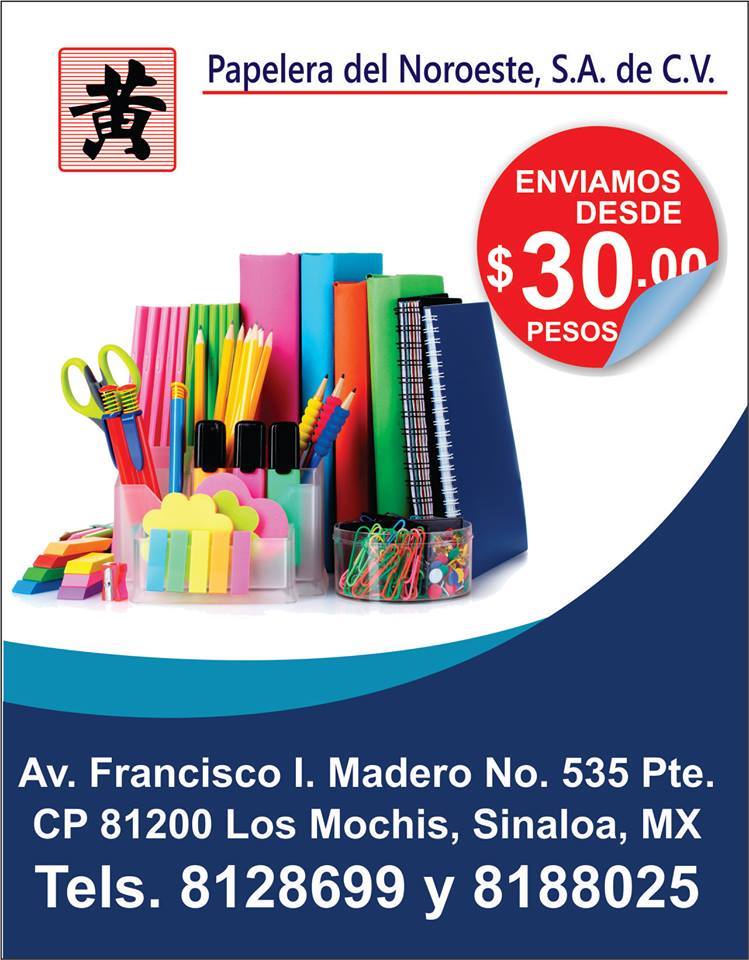 黄
Papelera del Noroeste, S.A. de C.V.
ENVIAMOS
DESDE
$30.00
PESOS
Av. Francisco I. Madero No. 535 Pte.
CP 81200 Los Mochis, Sinaloa, MX
Tels. 8128699 y 8188025